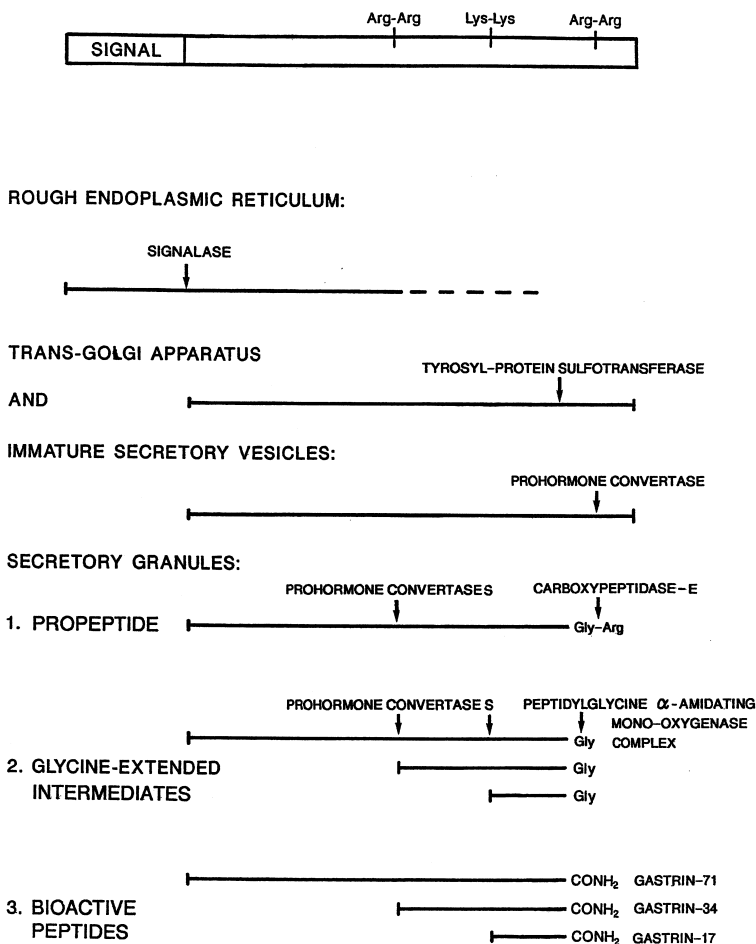 Arg-Arg Lys-Lys Arg-Arg
SIGNAL
ROUGH ENDOPLASMIC RETICULUM:
SIGNALASE
TRANS-GOLGI APPARATUS
TYROSYL-PROTEIN SULFOTRANSFERASE
AND
IMMATURE SECRETORY VESICLES:
PROHORMONE CONVERTASE
SECRETORY GRANULES:
PROHORMONE CONVERTASES CARBOXYPEPTIDASE-E
1. PROPEPTIDE Gly-Arg
PROHORMONE CONVERTASES PEPTIDYLGLYCINE α-AMIDATING
MONO-OXYGENASE
Gly COMPLEX
2. GLYCINE-EXTENDED Gly
INTERMEDIATES Gly
CONH₂ GASTRIN-71
3. BIOACTIVE CONH₂ GASTRIN-34
PEPTIDES CONH₂ GASTRIN-17